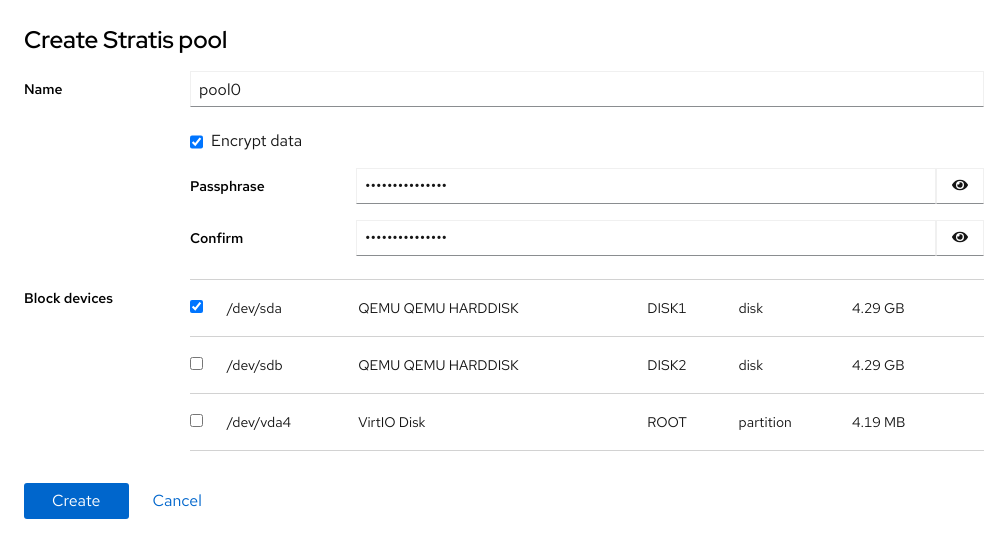 Create Stratis pool
Name
pool0
Encrypt data
Passphrase
•••••••••••••••
Confirm
•••••••••••••••
Block devices
/dev/sda QEMU QEMU HARDDISK DISK1 disk 4.29 GB
/dev/sdb QEMU QEMU HARDDISK DISK2 disk 4.29 GB
/dev/vda4 VirtIO Disk ROOT partition 4.19 MB
Create Cancel